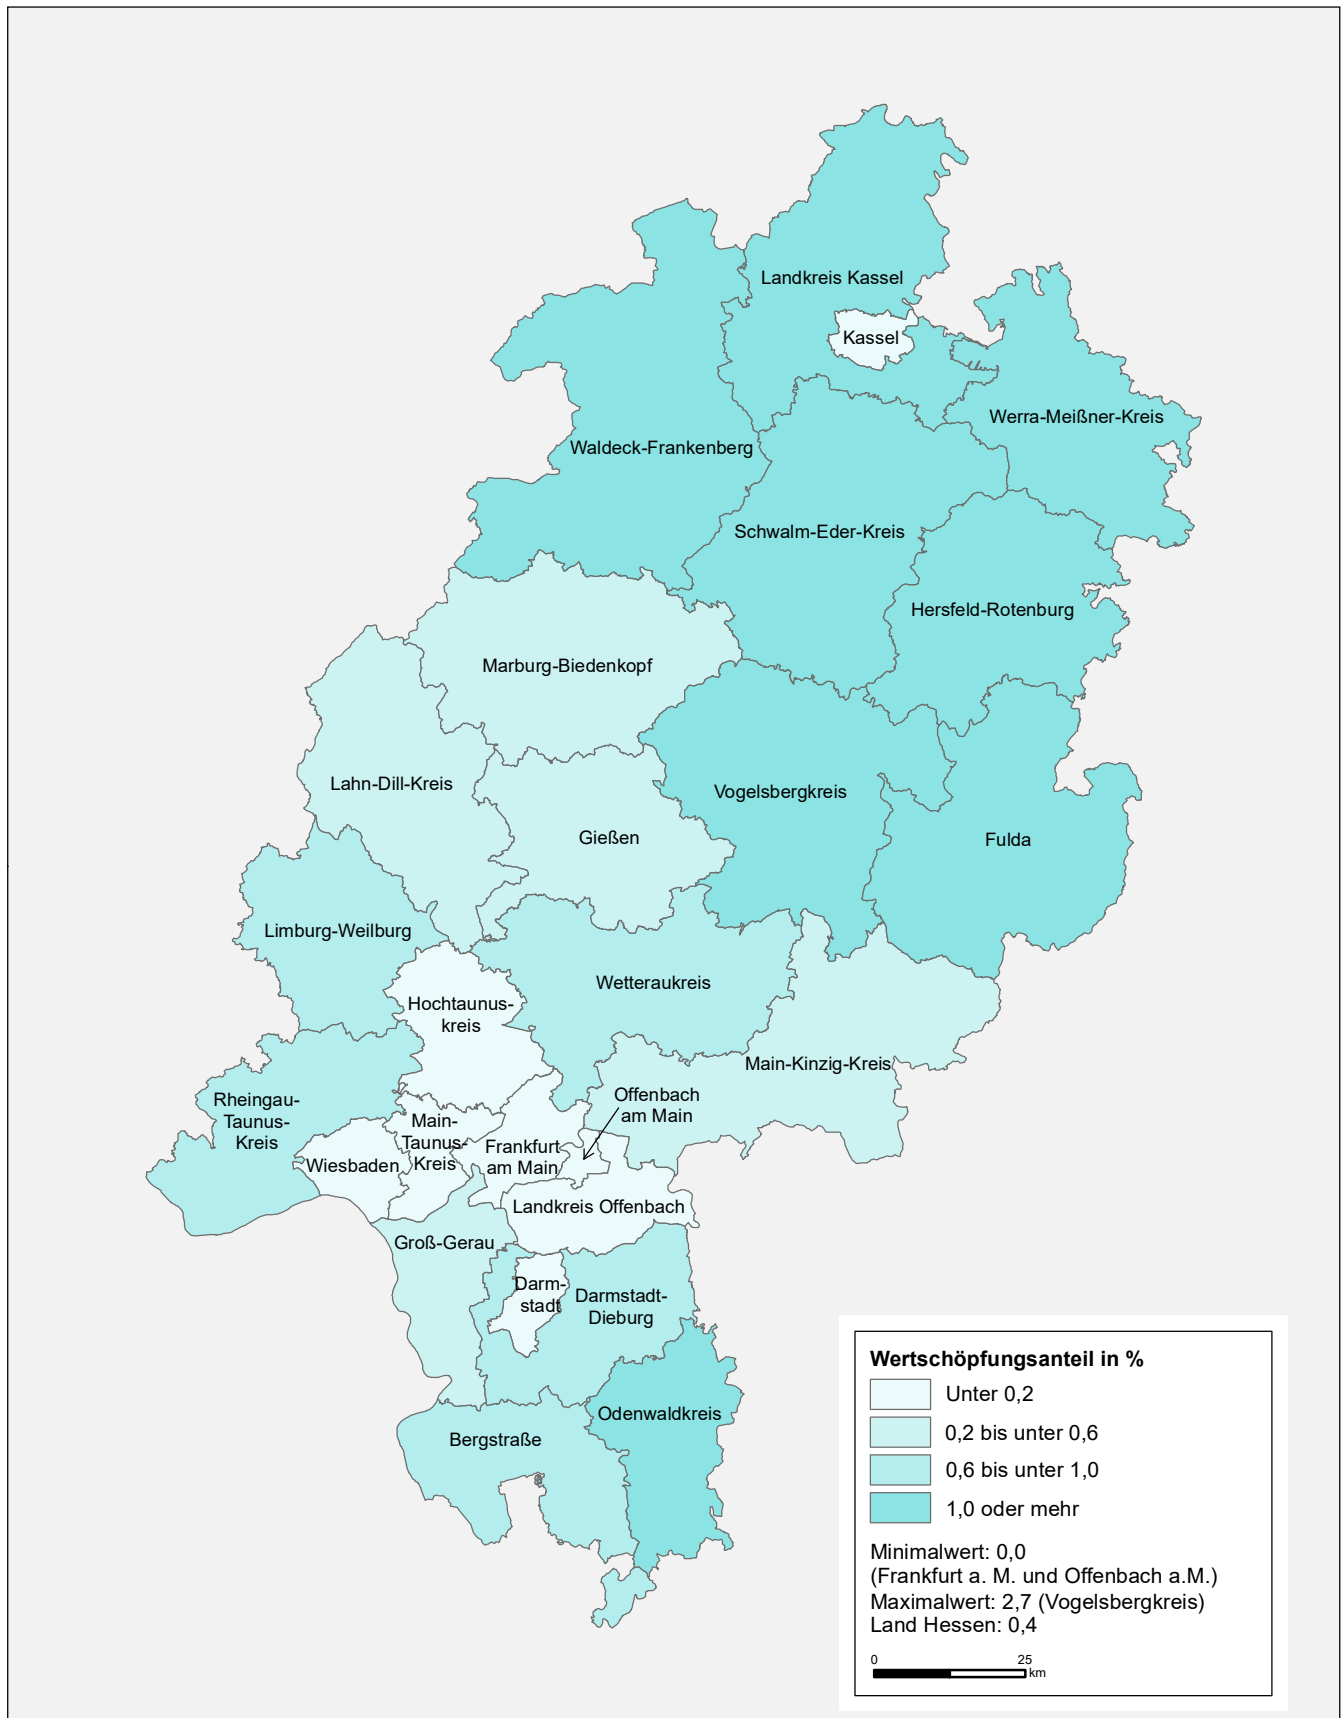 Landkreis Kassel
Kassel
Werra-Meißner-Kreis
Waldeck-Frankenberg
Schwalm-Eder-Kreis
Hersfeld-Rotenburg
Marburg-Biedenkopf
Lahn-Dill-Kreis
Vogelsbergkreis
Gießen
Fulda
Limburg-Weilburg
Wetteraukreis
Hochtaunus-
kreis
Main-Kinzig-Kreis
Offenbach
am Main
Rheingau-
Taunus-
Kreis
Main-
Taunus-
Kreis
Frankfurt
am Main
Wiesbaden
Landkreis Offenbach
Groß-Gerau
Darm-
stadt
Darmstadt-
Dieburg
Odenwaldkreis
Bergstraße
Wertschöpfungsanteil in %
Unter 0,2
0,2 bis unter 0,6
0,6 bis unter 1,0
1,0 oder mehr
Minimalwert: 0,0
(Frankfurt a. M. und Offenbach a.M.)
Maximalwert: 2,7 (Vogelsbergkreis)
Land Hessen: 0,4
0 25
km